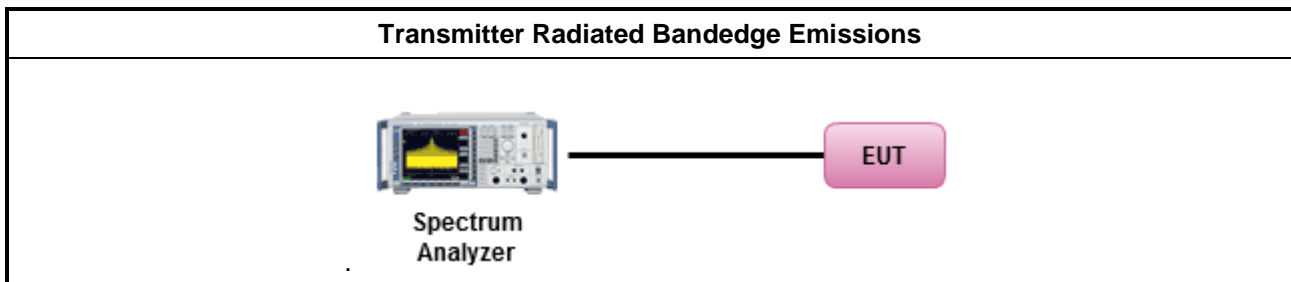 Transmitter Radiated Bandedge Emissions
EUT
Spectrum
Analyzer
.